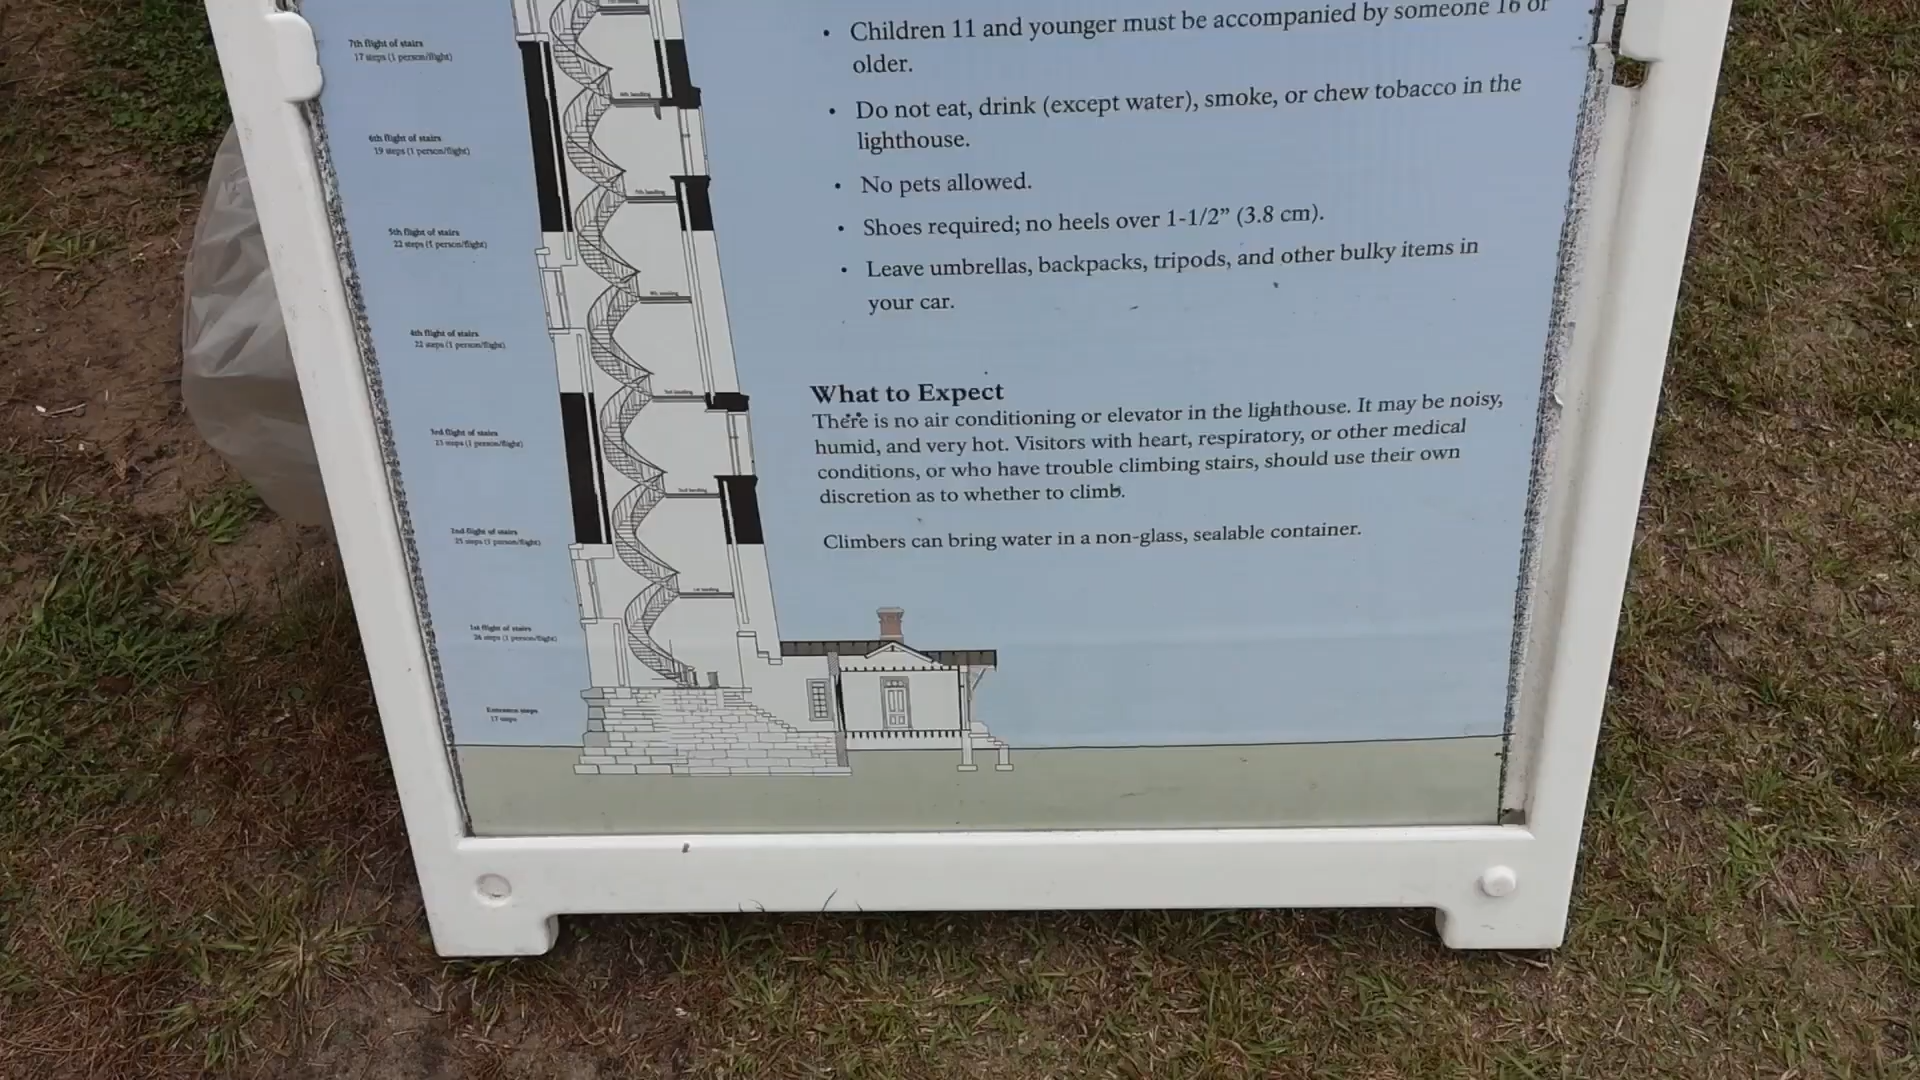 7th flight of stairs
17 steps (1 person/flight)
6th flight of stairs
19 steps (1 person/flight)
5th flight of stairs
22 steps (1 person/flight)
4th flight of stairs
22 steps (1 person/flight)
3rd flight of stairs
steps (1 person/flight)
2nd flight of stairs
25 steps (1 person/flight)
1st flight of stairs
26 steps (1 person/flight)
Entrance steps
17 steps
2nd landing
1st landing
• Children 11 and younger must be accompanied by someone 16 or
older.
• Do not eat, drink (except water), smoke, or chew tobacco in the
lighthouse.
• No pets allowed.
• Shoes required; no heels over 1-1/2” (3.8 cm).
• Leave umbrellas, backpacks, tripods, and other bulky items in
your car.
What to Expect
There is no air conditioning or elevator in the lighthouse. It may be noisy,
humid, and very hot. Visitors with heart, respiratory, or other medical
conditions, or who have trouble climbing stairs, should use their own
discretion as to whether to climb.
Climbers can bring water in a non-glass, sealable container.